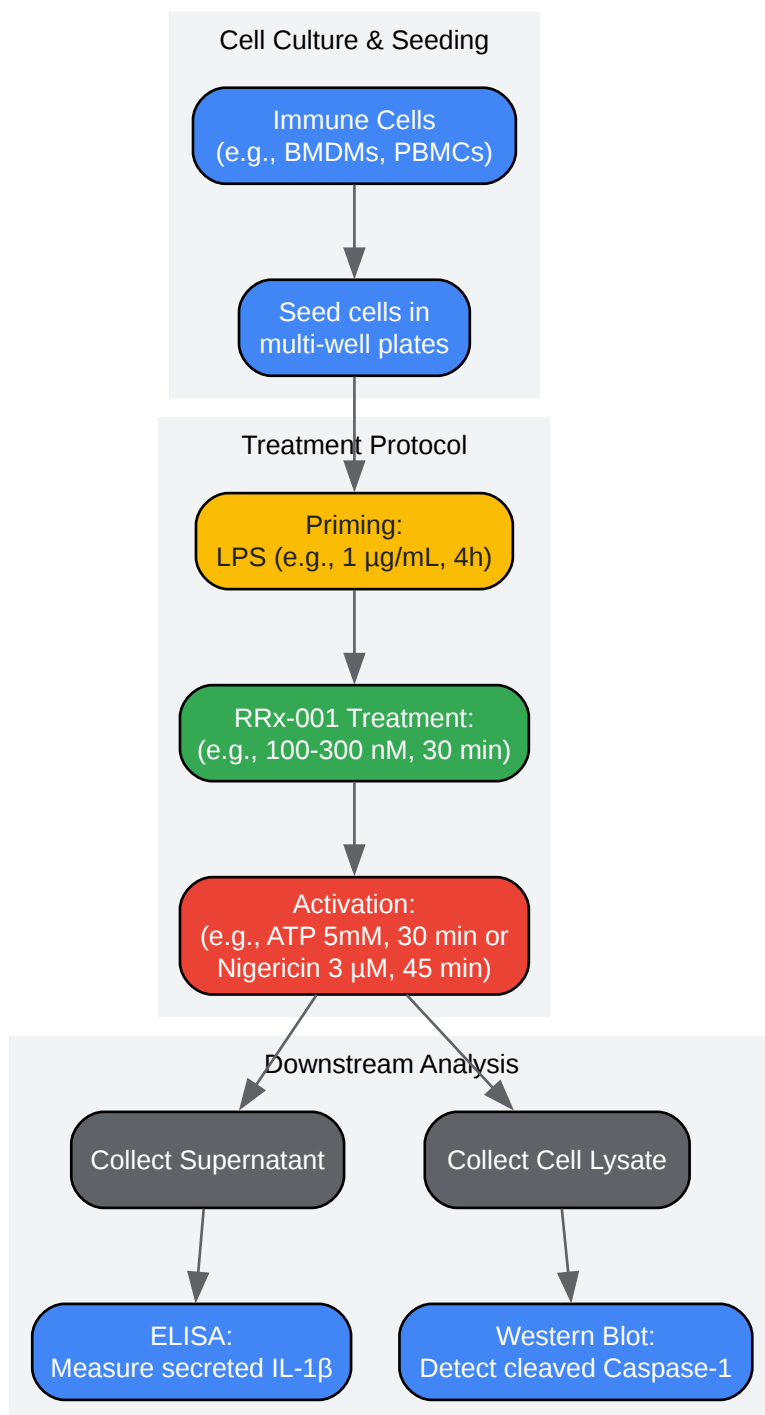 Cell Culture & Seeding
Immune Cells
(e.g., BMDMs, PBMCs)
Seed cells in
multi-well plates
Treatment Protocol
Priming:
LPS (e.g., 1 µg/mL, 4h)
RRx-001 Treatment:
(e.g., 100-300 nM, 30 min)
Activation:
(e.g., ATP 5mM, 30 min or
Nigericin 3 µM, 45 min)
Downstream Analysis
Collect Supernatant
Collect Cell Lysate
ELISA:
Measure secreted IL-1β
Western Blot:
Detect cleaved Caspase-1